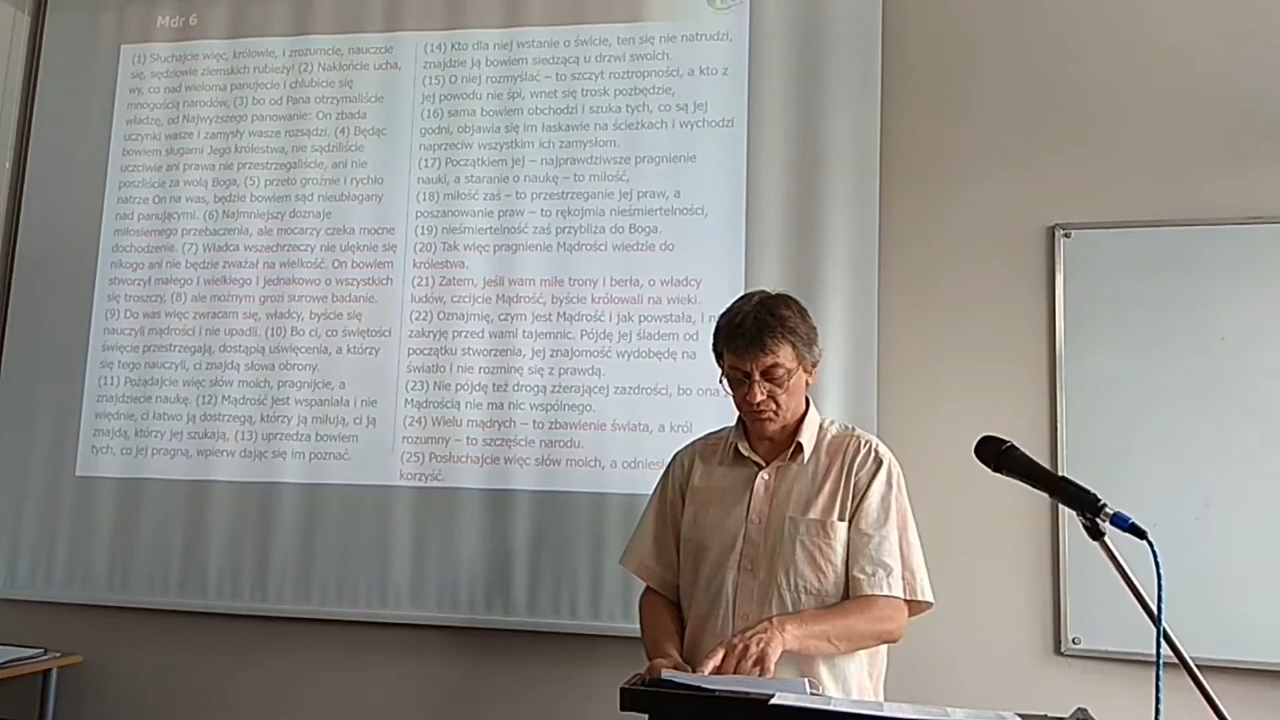 Mdr 6
(1) Słuchajcie więc, królowie, i zrozumcie, nauczcie
się, sędziowie ziemskich rubieży! (2) Nakłońcie ucha,
wy, co nad wieloma panujecie i chlubicie się
mnogością narodów, (3) bo od Pana otrzymaliście
władzę, od Najwyższego panowanie: On zbada
uczynki wasze i zamysły wasze rozsądzi. (4) Będąc
bowiem sługami Jego królestwa, nie sądziliście
uczciwie ani prawa nie przestrzegaliście, ani nie
poszliście za wolą Boga, (5) przeto groźnie i rychło
natrze On na was, będzie bowiem sąd nieubłagany
nad panującymi. (6) Najmniejszy doznaje
miłosiernego przebaczenia, ale mocarzy czeka mocne
dochodzenie. (7) Władca wszechrzeczy nie ulęknie się
nikogo ani nie będzie zważał na wielkość. On bowiem
stworzył małego i wielkiego i jednakowo o wszystkich
się troszczy, (8) ale możnym grozi surowe badanie.
(9) Do was więc zwracam się, władcy, byście się
nauczyli mądrości i nie upadli. (10) Bo ci, co świętości
święcie przestrzegają, dostąpią uświęcenia, a którzy
się tego nauczyli, ci znajdą słowa obrony.
(11) Pożądajcie więc słów moich, pragnijcie, a
znajdziecie naukę. (12) Mądrość jest wspaniała i nie
więdnie, ci łatwo ją dostrzegą, którzy ją miłują, i ci ją
znajdą, którzy jej szukają, (13) uprzedza bowiem
tych, co jej pragną, wpierw dając się im poznać.
(14) Kto dla niej wstanie o świcie, ten się nie natrudzi,
znajdzie ją bowiem siedzącą u drzwi swoich.
(15) O niej rozmyślać – to szczyt roztropności, a kto z
jej powodu nie śpi, wnet się trosk pozbędzie,
(16) sama bowiem obchodzi i szuka tych, co są jej
godni, objawia się im łaskawie na ścieżkach i wychodzi
naprzeciw wszystkim ich zamysłom.
(17) Początkiem jej – najprawdziwsze pragnienie
nauki, a staranie o naukę – to miłość,
(18) miłość zaś – to przestrzeganie jej praw, a
poszanowanie praw – to rękojmia nieśmiertelności,
(19) nieśmiertelność zaś przybliża do Boga.
(20) Tak więc pragnienie Mądrości wiedzie do
królestwa.
(21) Zatem, jeśli wam miłe trony i berła, o władcy
ludów, czcijcie Mądrość, byście królowali na wieki.
(22) Oznajmię, czym jest Mądrość i jak powstała, i
zakryję przed wami tajemnic. Pójdę jej śladem od
początku stworzenia, jej znajomość wydobędę na
światło i nie rozminę się z prawdą.
(23) Nie pójdę też drogą zżerającej zazdrości, bo ona
Mądrością nie ma nic wspólnego.
(24) Wielu mądrych – to zbawienie świata, a król
rozumny – to szczęście narodu.
(25) Posłuchajcie więc słów moich, a
korzyść.